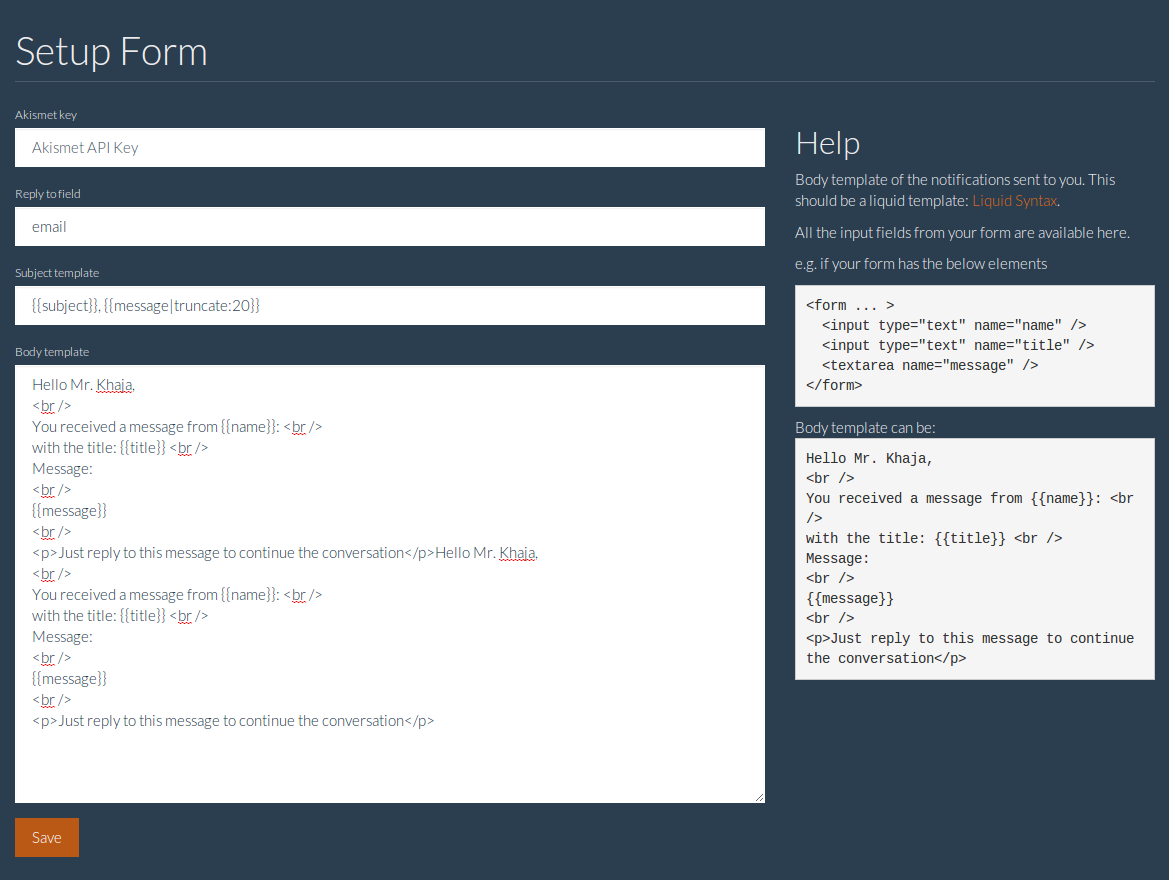 Setup Form
Akismet key
Akismet API Key
Reply to field
email
Subject template
{{subject}}, {{message|truncate:20}}
Body template
Hello Mr. Khaja,
<br />
You received a message from {{name}}: <br />
with the title: {{title}} <br />
Message:
<br />
{{message}}
<br />
<p>Just reply to this message to continue the conversation</p>Hello Mr. Khaja,
<br />
You received a message from {{name}}: <br />
with the title: {{title}} <br />
Message:
<br />
{{message}}
<br />
<p>Just reply to this message to continue the conversation</p>
Save
Help
Body template of the notifications sent to you. This
should be a liquid template: Liquid Syntax.
All the input fields from your form are available here.
e.g. if your form has the below elements
<form ... >
  <input type="text" name="name" />
  <input type="text" name="title" />
  <textarea name="message" />
</form>
Body template can be:
Hello Mr. Khaja,
<br />
You received a message from {{name}}: <br
/>
with the title: {{title}} <br />
Message:
<br />
{{message}}
<br />
<p>Just reply to this message to continue
the conversation</p>